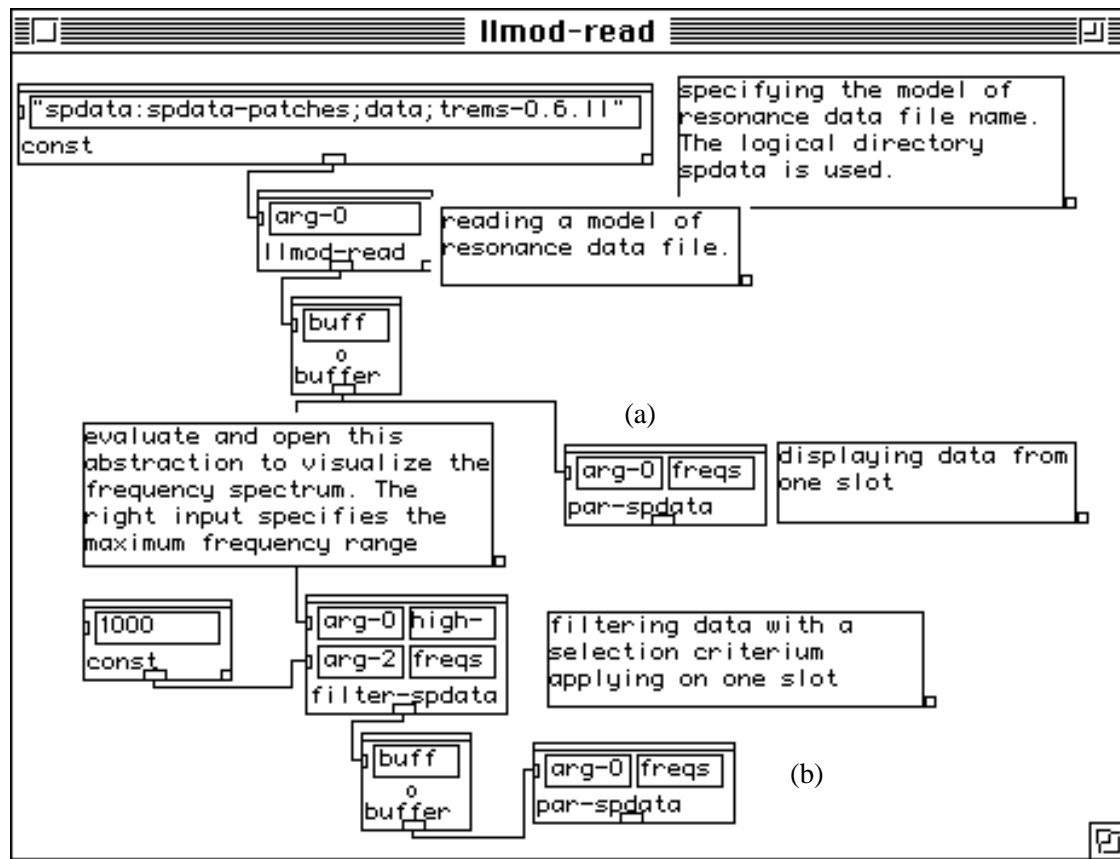 llmod-read
"spdata:spdata-patches;data;trems-0.6.ll"
const
specifying the model of
resonance data file name.
The logical directory
spdata is used.
arg-0
llmod-read
reading a model of
resonance data file.
buff
o
buffer
(a)
evaluate and open this
abstraction to visualize the
frequency spectrum. The
right input specifies the
maximum frequency range
arg-0 freqs
par-spdata
displaying data from
one slot
1000
const
arg-0 high-
arg-2 freqs
filter-spdata
filtering data with a
selection criterium
applying on one slot
buff
o
buffer
arg-0 freqs
par-spdata
(b)